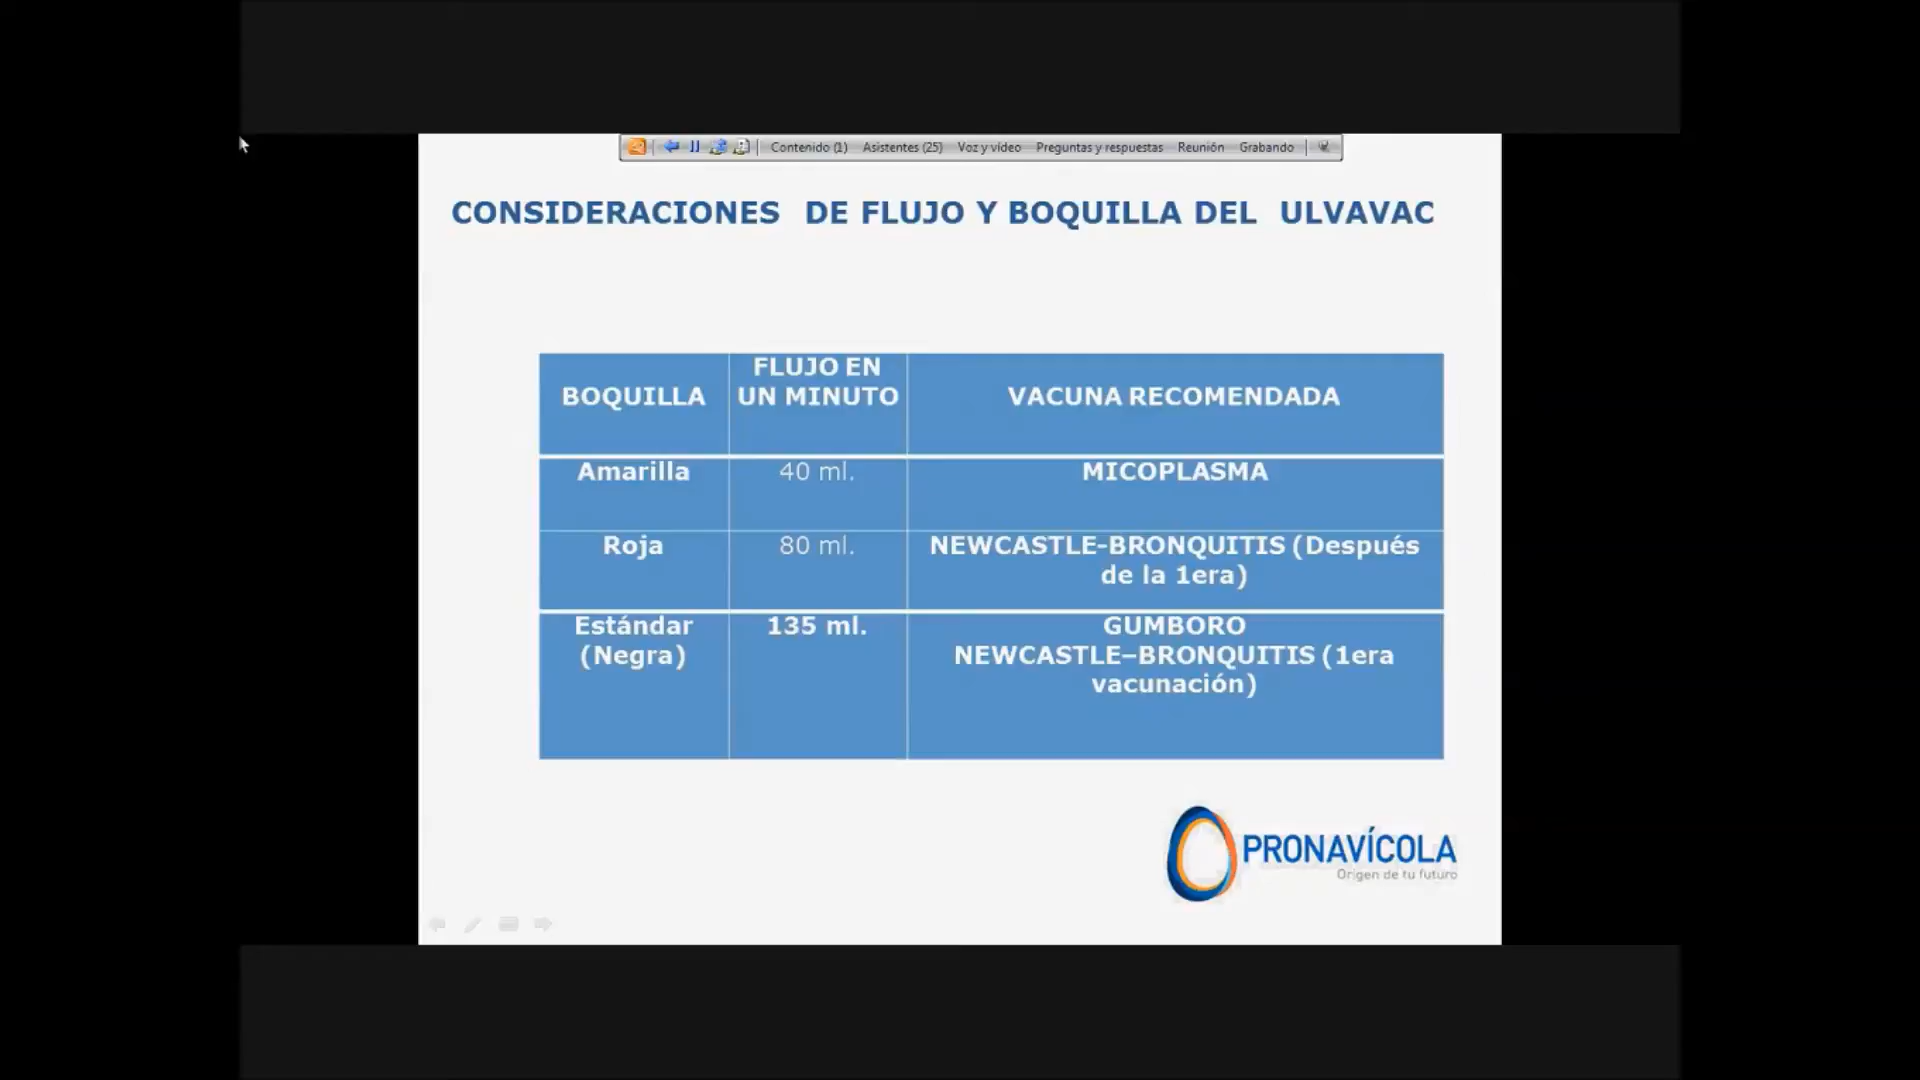 Contenido (1) Asistentes (25) Voz y vídeo Preguntas y respuestas Reunión Grabando
CONSIDERACIONES DE FLUJO Y BOQUILLA DEL ULVAVAC
BOQUILLA
FLUJO EN
UN MINUTO
VACUNA RECOMENDADA
Amarilla
40 ml.
MICOPLASMA
Roja
80 ml.
NEWCASTLE-BRONQUITIS (Después
de la 1era)
Estándar
(Negra)
135 ml.
GUMBORO
NEWCASTLE–BRONQUITIS (1era
vacunación)
PRONAVÍCOLA
Origen de tu futuro